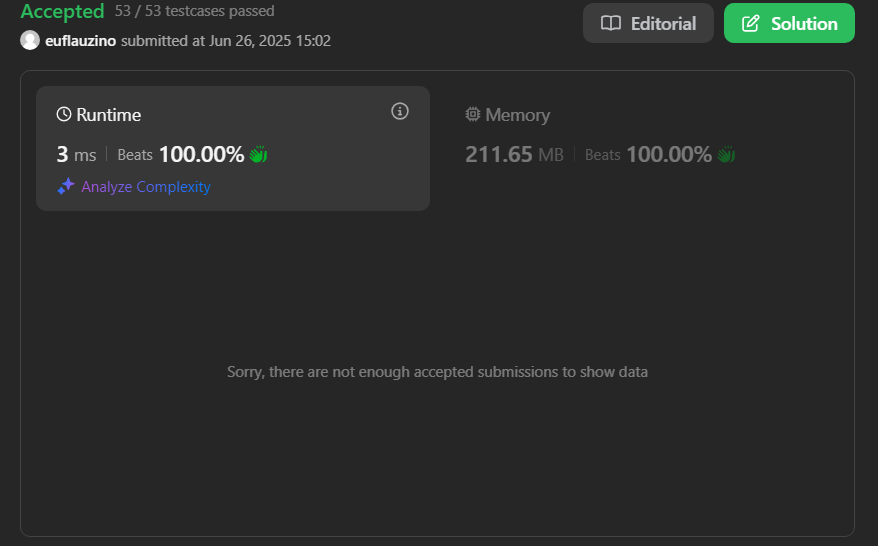 Accepted 53 / 53 testcases passed
euflauzino submitted at Jun 26, 2025 15:02
Editorial
Solution
Runtime
3 ms | Beats 100.00%
Analyze Complexity
Memory
211.65 MB | Beats 100.00%
Sorry, there are not enough accepted submissions to show data